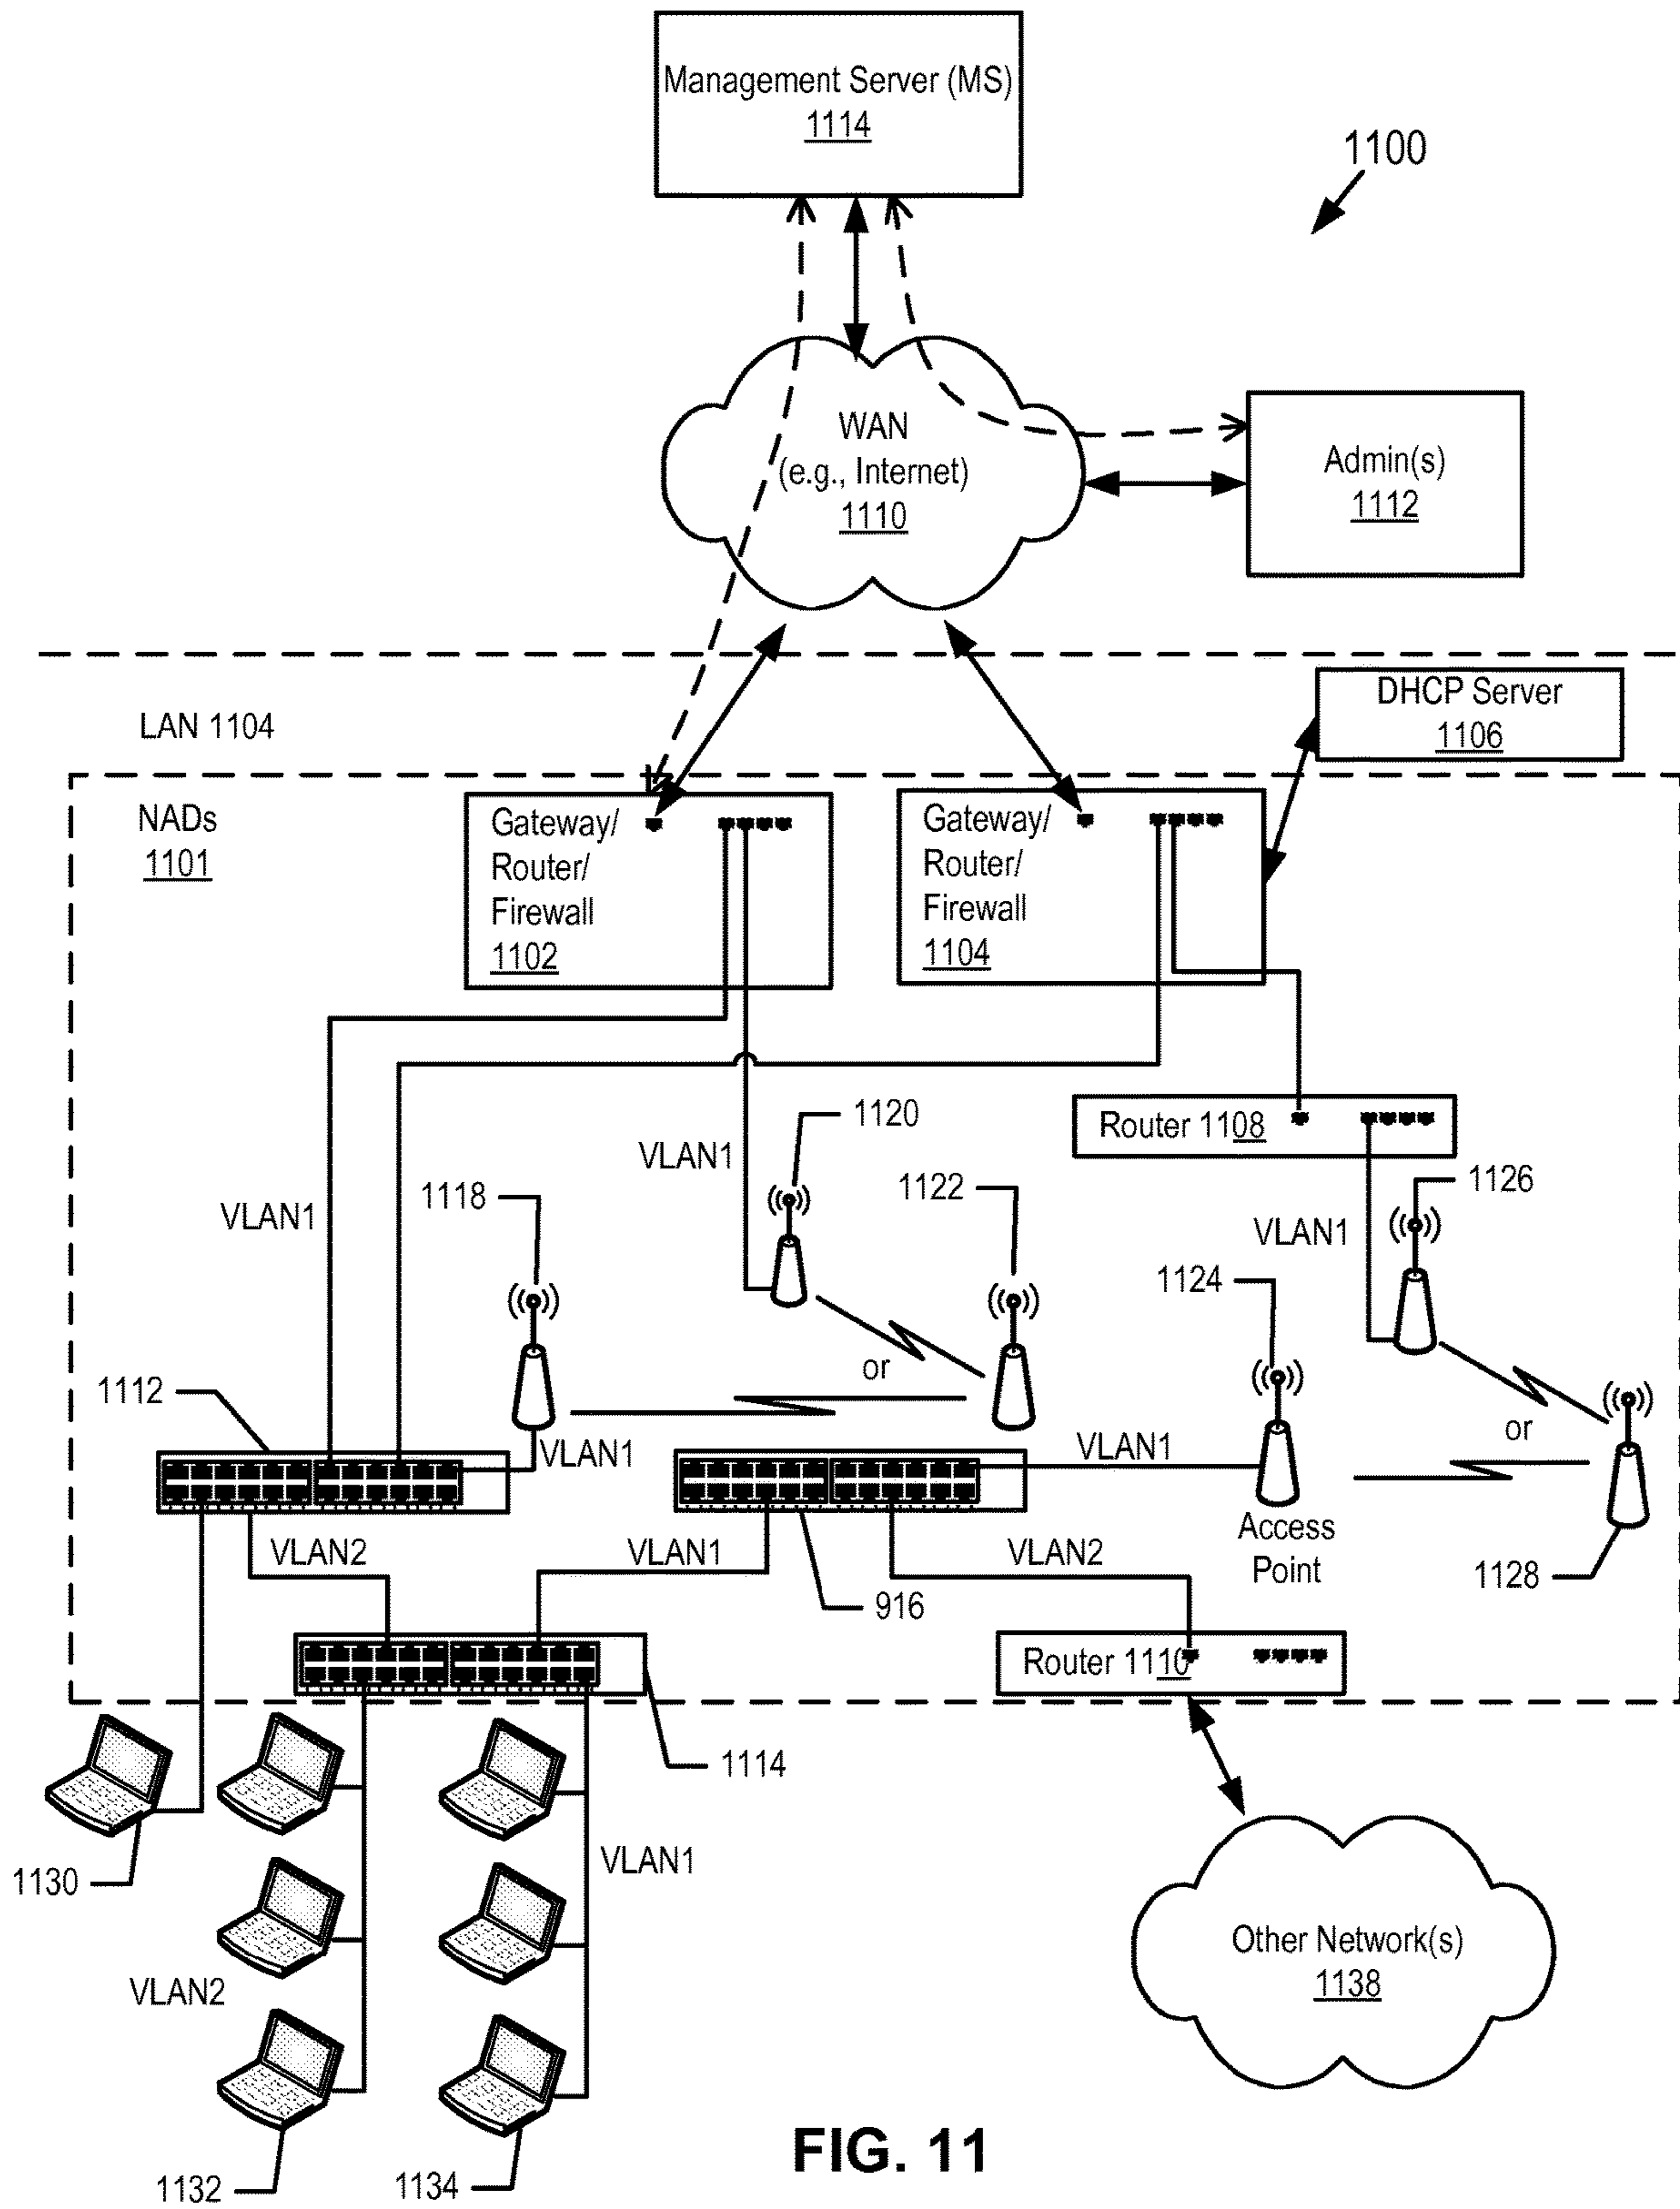 Management Server (MS)
1114
1100
WAN
(e.g., Internet)
1110
Admin(s)
1112
LAN 1104
DHCP Server
1106
NADs
1101
Gateway/
Router/
Firewall
1102
Gateway/
Router/
Firewall
1104
Router 1108
1120
VLAN1
1118
1122
1126
VLAN1
VLAN1
1124
or
1112
or
VLAN1
VLAN1
Access
Point
VLAN2
VLAN1
VLAN2
1128
916
Router 1110
1114
1130
VLAN1
Other Network(s)
1138
VLAN2
1132
1134
FIG. 11